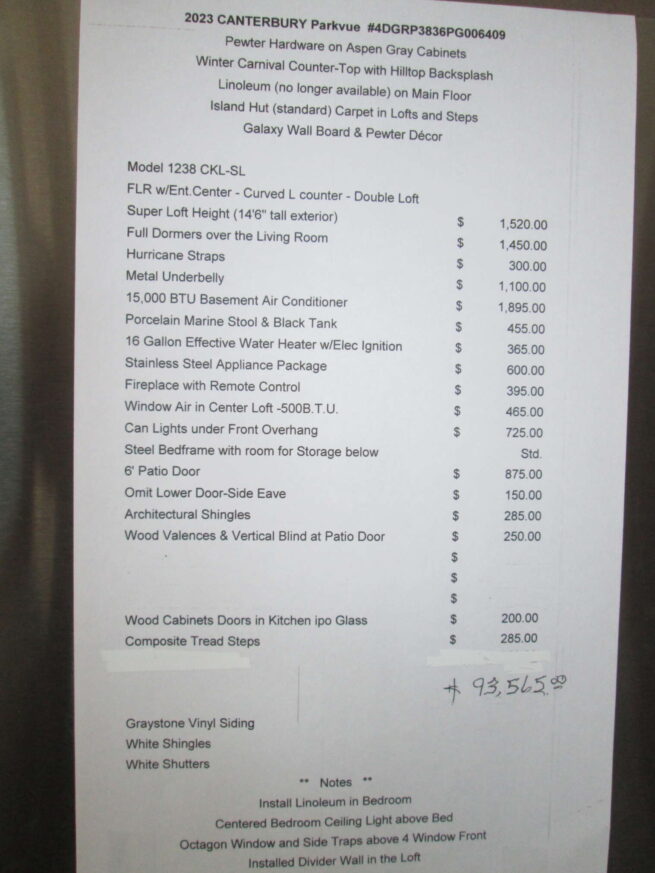 2023 CANTERBURY Parkvue #4DGRP3836PG006409
Pewter Hardware on Aspen Gray Cabinets
Winter Carnival Counter-Top with Hilltop Backsplash
Linoleum (no longer available) on Main Floor
Island Hut (standard) Carpet in Lofts and Steps
Galaxy Wall Board & Pewter Décor
Model 1238 CKL-SL
FLR w/Ent.Center - Curved L counter - Double Loft
Super Loft Height (14'6" tall exterior) $ 1,520.00
Full Dormers over the Living Room $ 1,450.00
Hurricane Straps $ 300.00
Metal Underbelly $ 1,100.00
15,000 BTU Basement Air Conditioner $ 1,895.00
Porcelain Marine Stool & Black Tank $ 455.00
16 Gallon Effective Water Heater w/Elec Ignition $ 365.00
Stainless Steel Appliance Package $ 600.00
Fireplace with Remote Control $ 395.00
Window Air in Center Loft -500B.T.U. $ 465.00
Can Lights under Front Overhang $ 725.00
Steel Bedframe with room for Storage below Std.
6' Patio Door $ 875.00
Omit Lower Door-Side Eave $ 150.00
Architectural Shingles $ 285.00
Wood Valences & Vertical Blind at Patio Door $ 250.00
$
$
$
Wood Cabinets Doors in Kitchen ipo Glass $ 200.00
Composite Tread Steps $ 285.00
$ 93,565.00
Graystone Vinyl Siding
White Shingles
White Shutters
** Notes **
Install Linoleum in Bedroom
Centered Bedroom Ceiling Light above Bed
Octagon Window and Side Traps above 4 Window Front
Installed Divider Wall in the Loft